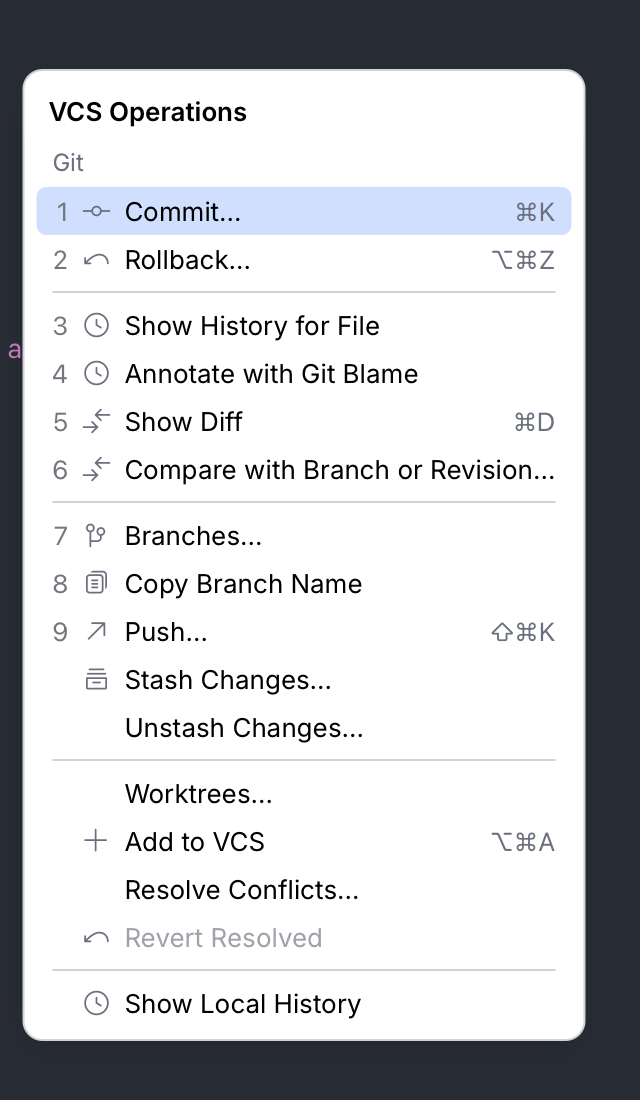 VCS Operations
Git
1 Commit... ⌘K
2 Rollback... ⌥⌘Z
3 Show History for File
a
4 Annotate with Git Blame
5 Show Diff ⌘D
6 Compare with Branch or Revision...
7 Branches...
8 Copy Branch Name
9 Push... ⇧⌘K
Stash Changes...
Unstash Changes...
Worktrees...
Add to VCS ⌥⌘A
Resolve Conflicts...
Revert Resolved
Show Local History